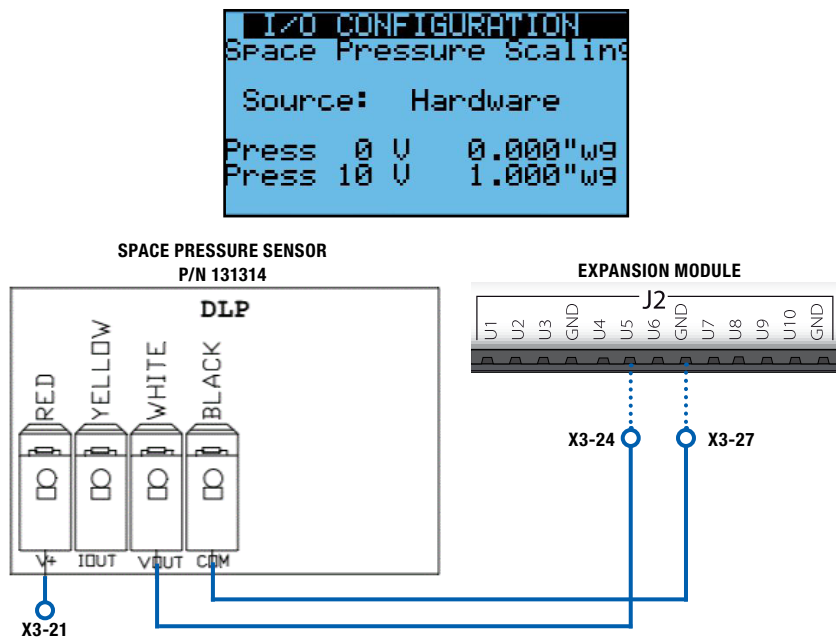 I/O CONFIGURATION
Space Pressure Scaling
Source: Hardware
Press 0 V 0.000"wg
Press 10 V 1.000"wg
SPACE PRESSURE SENSOR
P/N 131314
DLP
RED
YELLOW
WHITE
BLACK
V+
IOUT
VOUT
COM
X3-21
EXPANSION MODULE
J2
U1
U2
U3
GND
U4
U5
U6
GND
U7
U8
U9
U10
GND
X3-24
X3-27